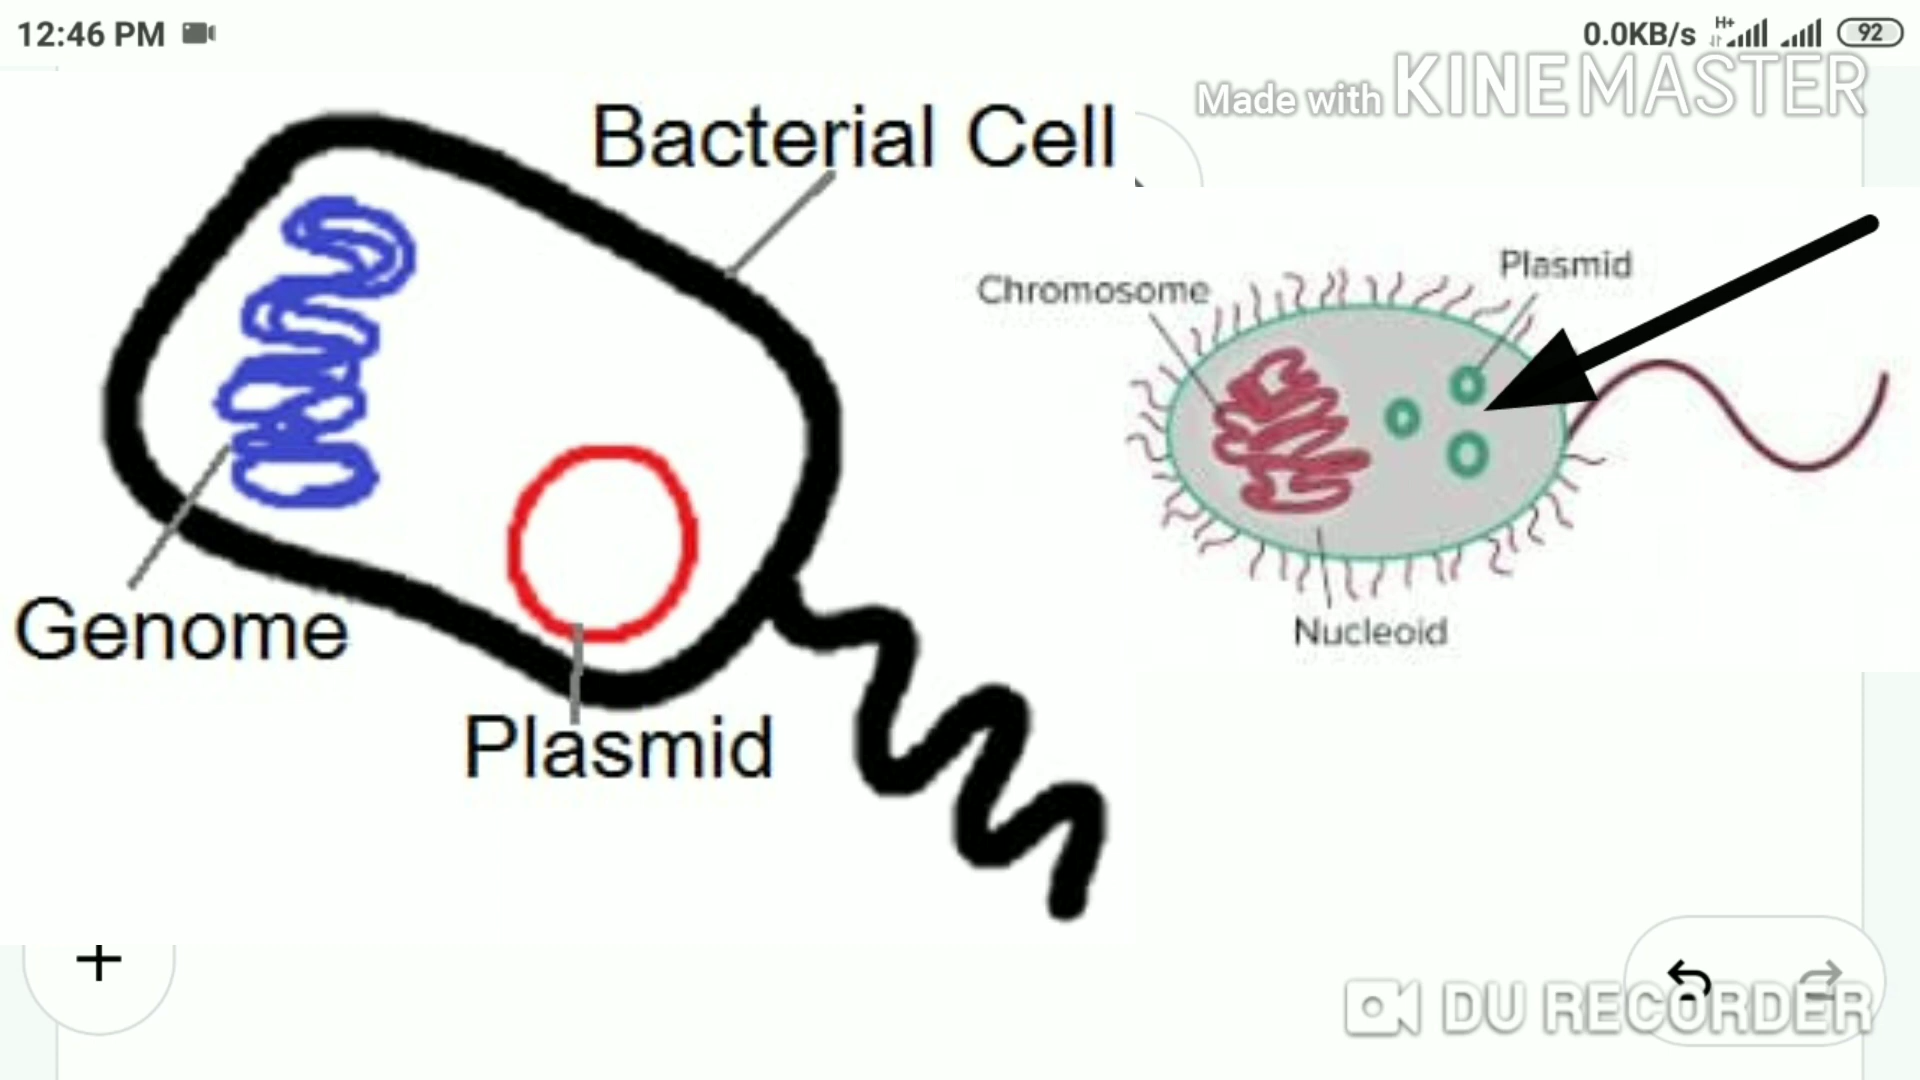 12:46 PM
0.0KB/s H+ 92
Made with KINEMASTER
Bacterial Cell
Plasmid
Chromosome
Genome
Nucleoid
Plasmid
DU RECORDER